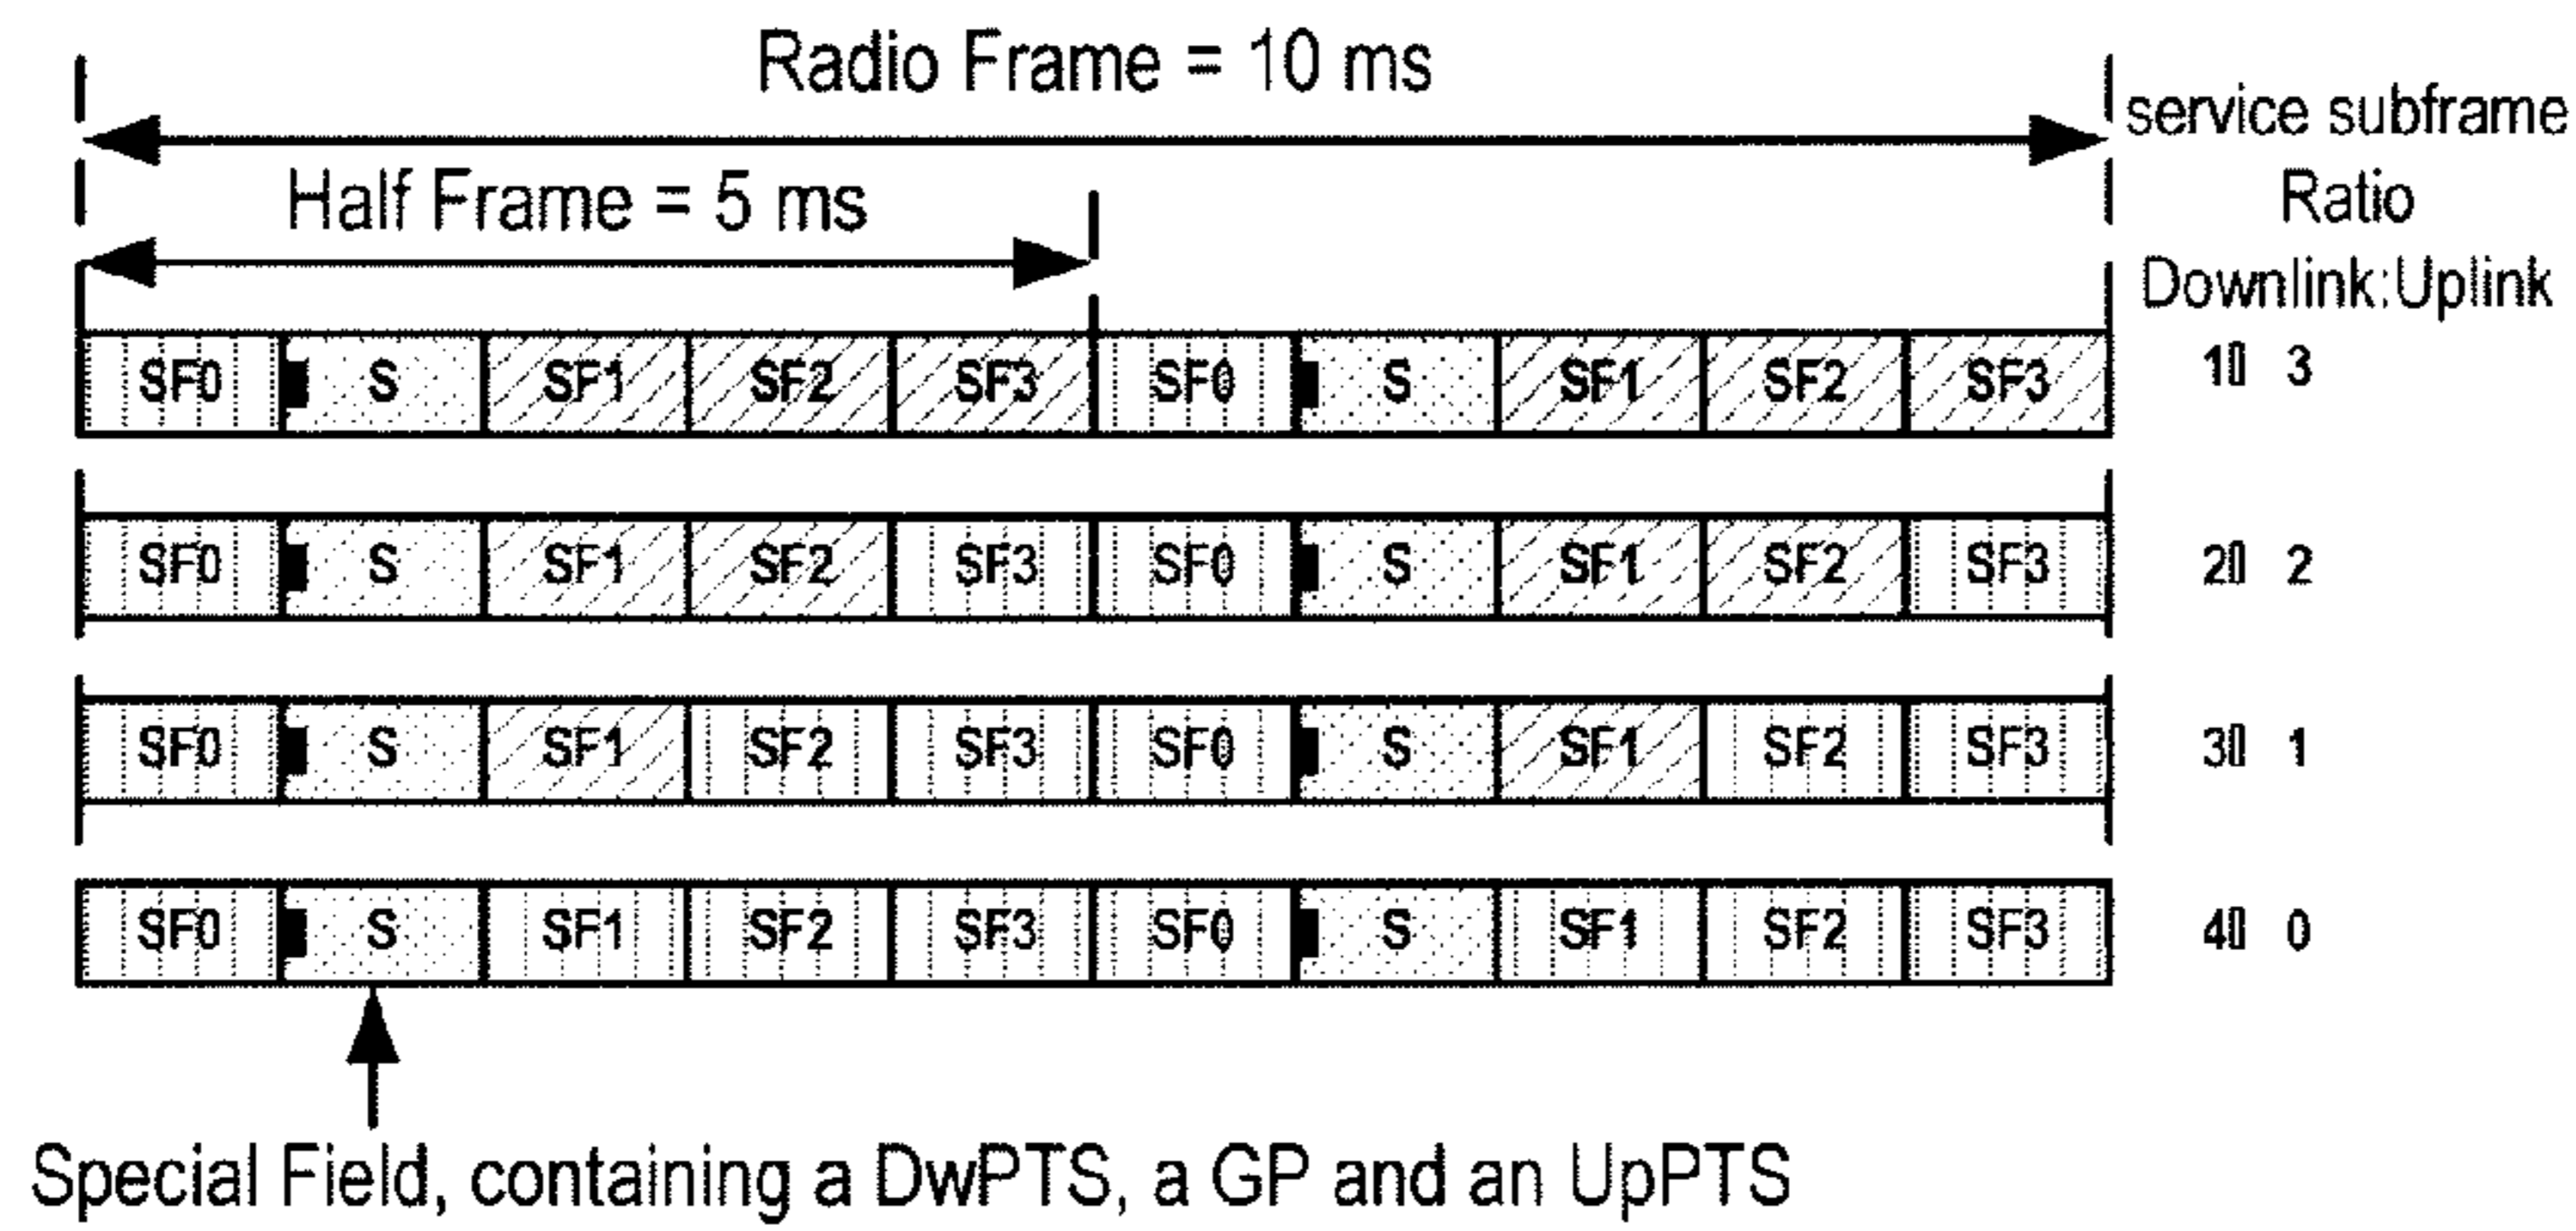 Radio Frame = 10 ms
service subframe
Ratio
Downlink:Uplink
Half Frame = 5 ms
SF0 S SF1 SF2 SF3 SF0 S SF1 SF2 SF3 1▯ 3
SF0 S SF1 SF2 SF3 SF0 S SF1 SF2 SF3 2▯ 2
SF0 S SF1 SF2 SF3 SF0 S SF1 SF2 SF3 3▯ 1
SF0 S SF1 SF2 SF3 SF0 S SF1 SF2 SF3 4▯ 0
Special Field, containing a DwPTS, a GP and an UpPTS